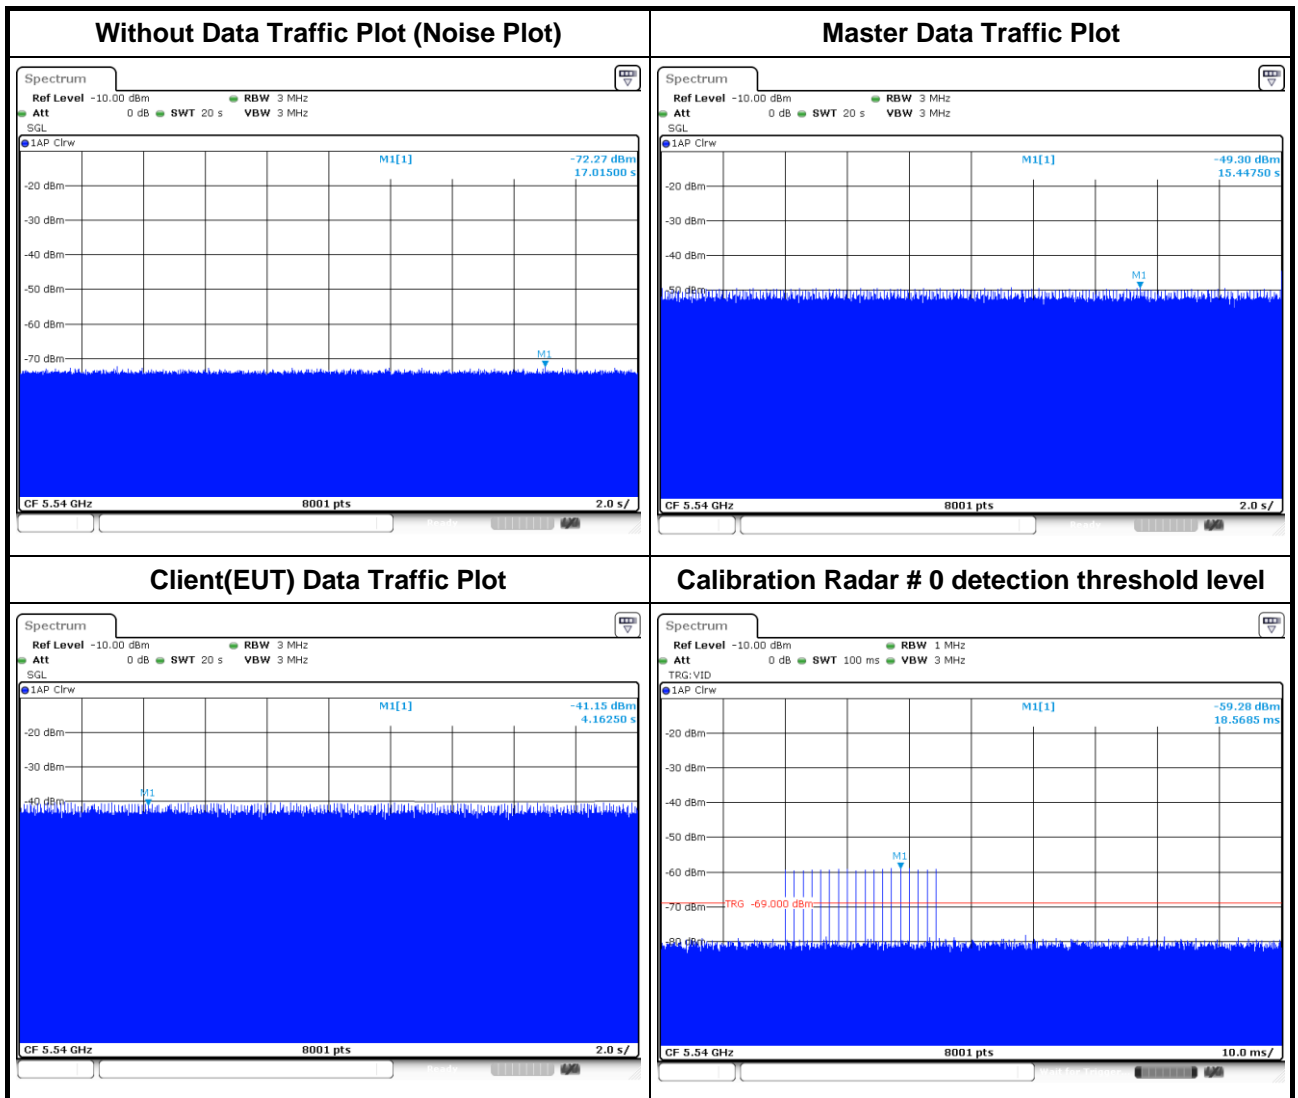 Without Data Traffic Plot (Noise Plot)
Spectrum
Ref Level -10.00 dBm RBW 3 MHz
Att 0 dB SWT 20 s VBW 3 MHz
SGL
1AP Clrw
M1[1] -72.27 dBm
17.01500 s
-20 dBm
-30 dBm
-40 dBm
-50 dBm
-60 dBm
-70 dBm
M1
CF 5.54 GHz 8001 pts 2.0 s/
Ready
Master Data Traffic Plot
Spectrum
Ref Level -10.00 dBm RBW 3 MHz
Att 0 dB SWT 20 s VBW 3 MHz
SGL
1AP Clrw
M1[1] -49.30 dBm
15.44750 s
-20 dBm
-30 dBm
-40 dBm
M1
-50 dBm
CF 5.54 GHz 8001 pts 2.0 s/
Ready
Client(EUT) Data Traffic Plot
Spectrum
Ref Level -10.00 dBm RBW 3 MHz
Att 0 dB SWT 20 s VBW 3 MHz
SGL
1AP Clrw
M1[1] -41.15 dBm
4.16250 s
-20 dBm
-30 dBm
M1
-40 dBm
CF 5.54 GHz 8001 pts 2.0 s/
Ready
Calibration Radar # 0 detection threshold level
Spectrum
Ref Level -10.00 dBm RBW 1 MHz
Att 0 dB SWT 100 ms VBW 3 MHz
TRG:VID
1AP Clrw
M1[1] -59.28 dBm
18.5685 ms
-20 dBm
-30 dBm
-40 dBm
-50 dBm
M1
-60 dBm
TRG -69.000 dBm
-70 dBm
-80 dBm
CF 5.54 GHz 8001 pts 10.0 ms/
Wait for Trigger